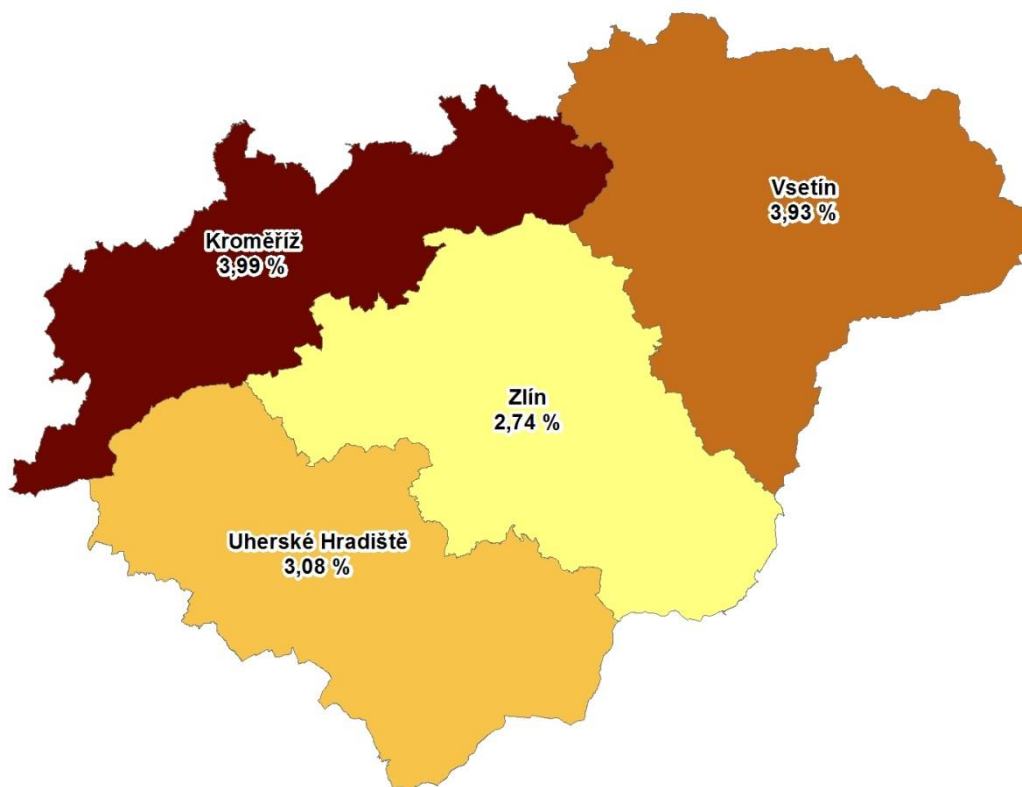 Vsetín
3,93 %
Kroměříž
3,99 %
Zlín
2,74 %
Uherské Hradiště
3,08 %